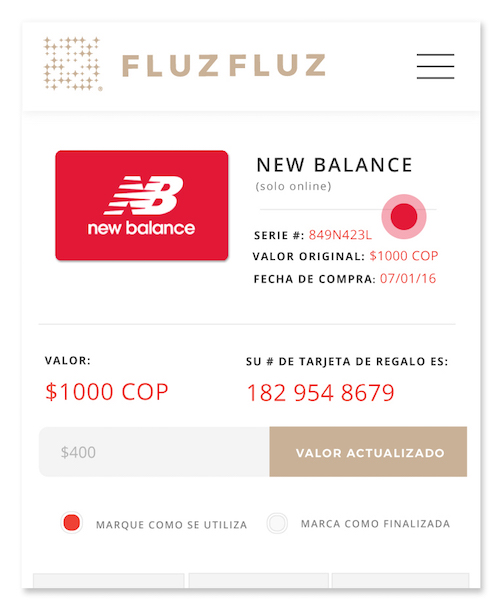 FLUZ FLUZ
®
NEW BALANCE
(solo online)
new balance
SERIE #: 849N423L
VALOR ORIGINAL: $1000 COP
FECHA DE COMPRA: 07/01/16
VALOR:
$1000 COP
SU # DE TARJETA DE REGALO ES:
182 954 8679
$400
VALOR ACTUALIZADO
MARQUE COMO SE UTILIZA
MARCA COMO FINALIZADA